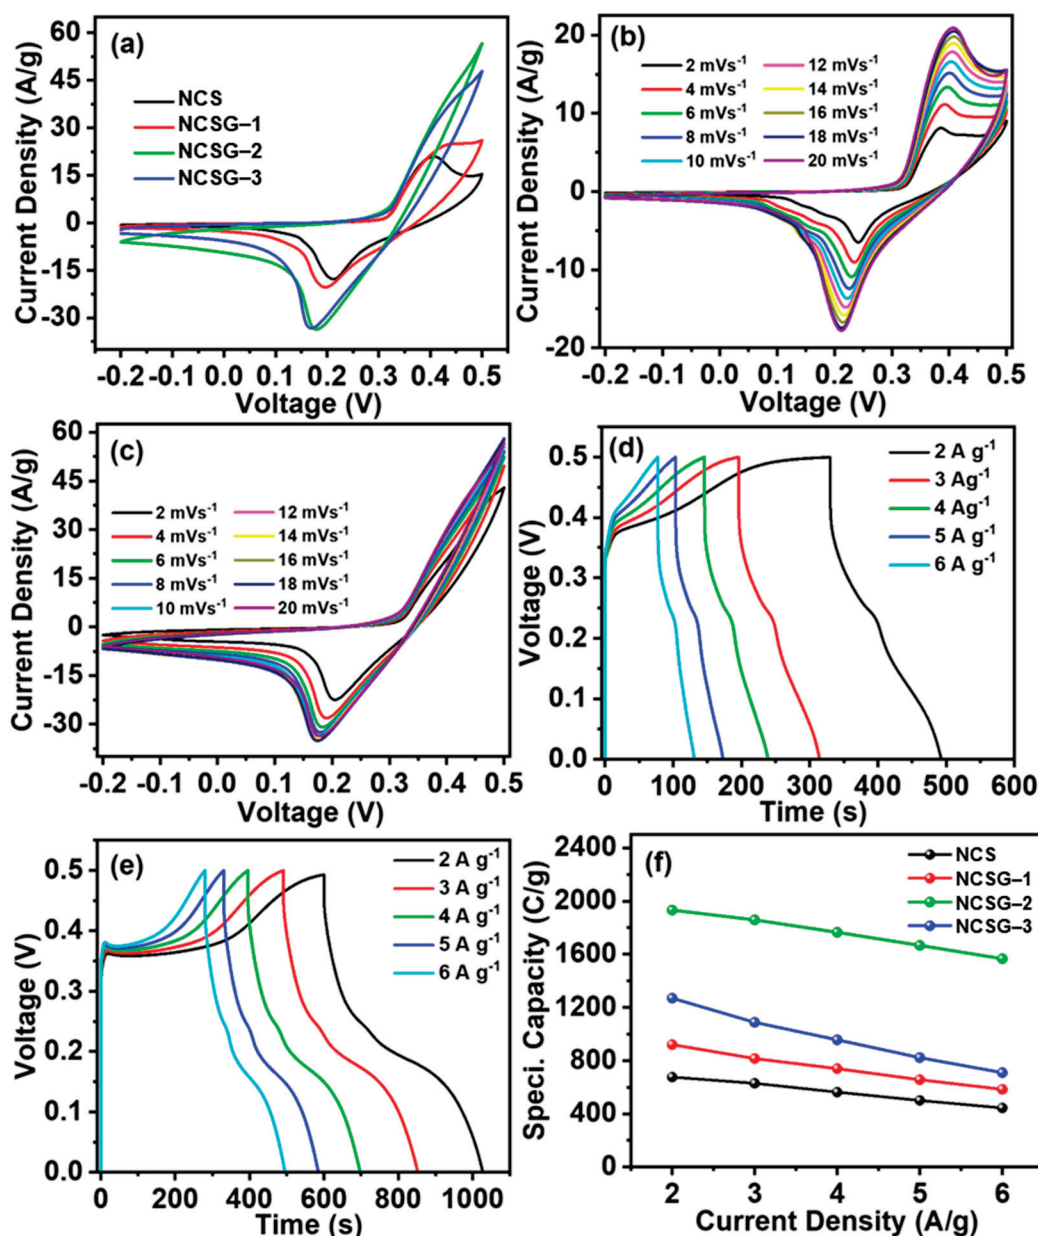 (a)
NCS
NCSG–1
NCSG–2
NCSG–3
60
45
30
15
0
-15
-30
Current Density (A/g)
-0.2 -0.1 0.0 0.1 0.2 0.3 0.4 0.5
Voltage (V)
(b)
2 mVs⁻¹ 12 mVs⁻¹
4 mVs⁻¹ 14 mVs⁻¹
6 mVs⁻¹ 16 mVs⁻¹
8 mVs⁻¹ 18 mVs⁻¹
10 mVs⁻¹ 20 mVs⁻¹
20
10
0
-10
-20
Current Density (A/g)
-0.2 -0.1 0.0 0.1 0.2 0.3 0.4 0.5
Voltage (V)
(c)
2 mVs⁻¹ 12 mVs⁻¹
4 mVs⁻¹ 14 mVs⁻¹
6 mVs⁻¹ 16 mVs⁻¹
8 mVs⁻¹ 18 mVs⁻¹
10 mVs⁻¹ 20 mVs⁻¹
60
45
30
15
0
-15
-30
Current Density (A/g)
-0.2 -0.1 0.0 0.1 0.2 0.3 0.4 0.5
Voltage (V)
(d)
2 A g⁻¹
3 Ag⁻¹
4 Ag⁻¹
5 A g⁻¹
6 A g⁻¹
0.5
0.4
0.3
0.2
0.1
0.0
Voltage (V)
0 100 200 300 400 500 600
Time (s)
(e)
2 A g⁻¹
3 A g⁻¹
4 A g⁻¹
5 A g⁻¹
6 A g⁻¹
0.5
0.4
0.3
0.2
0.1
0.0
Voltage (V)
0 200 400 600 800 1000
Time (s)
(f)
NCS
NCSG–1
NCSG–2
NCSG–3
2400
2000
1600
1200
800
400
0
Speci. Capacity (C/g)
2 3 4 5 6
Current Density (A/g)